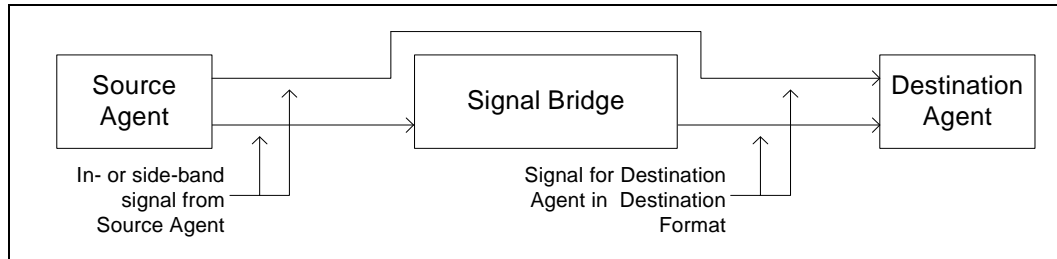 Source
Agent
Signal Bridge
Destination
Agent
In- or side-band
signal from
Source Agent
Signal for Destination
Agent in Destination
Format